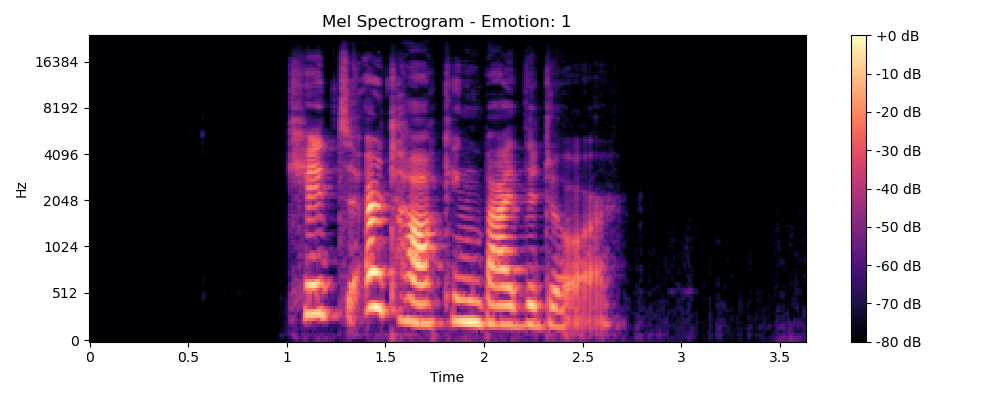 Mel Spectrogram - Emotion: 1
16384
8192
4096
2048
1024
512
0
Hz
0 0.5 1 1.5 2 2.5 3 3.5
Time
+0 dB
-10 dB
-20 dB
-30 dB
-40 dB
-50 dB
-60 dB
-70 dB
-80 dB